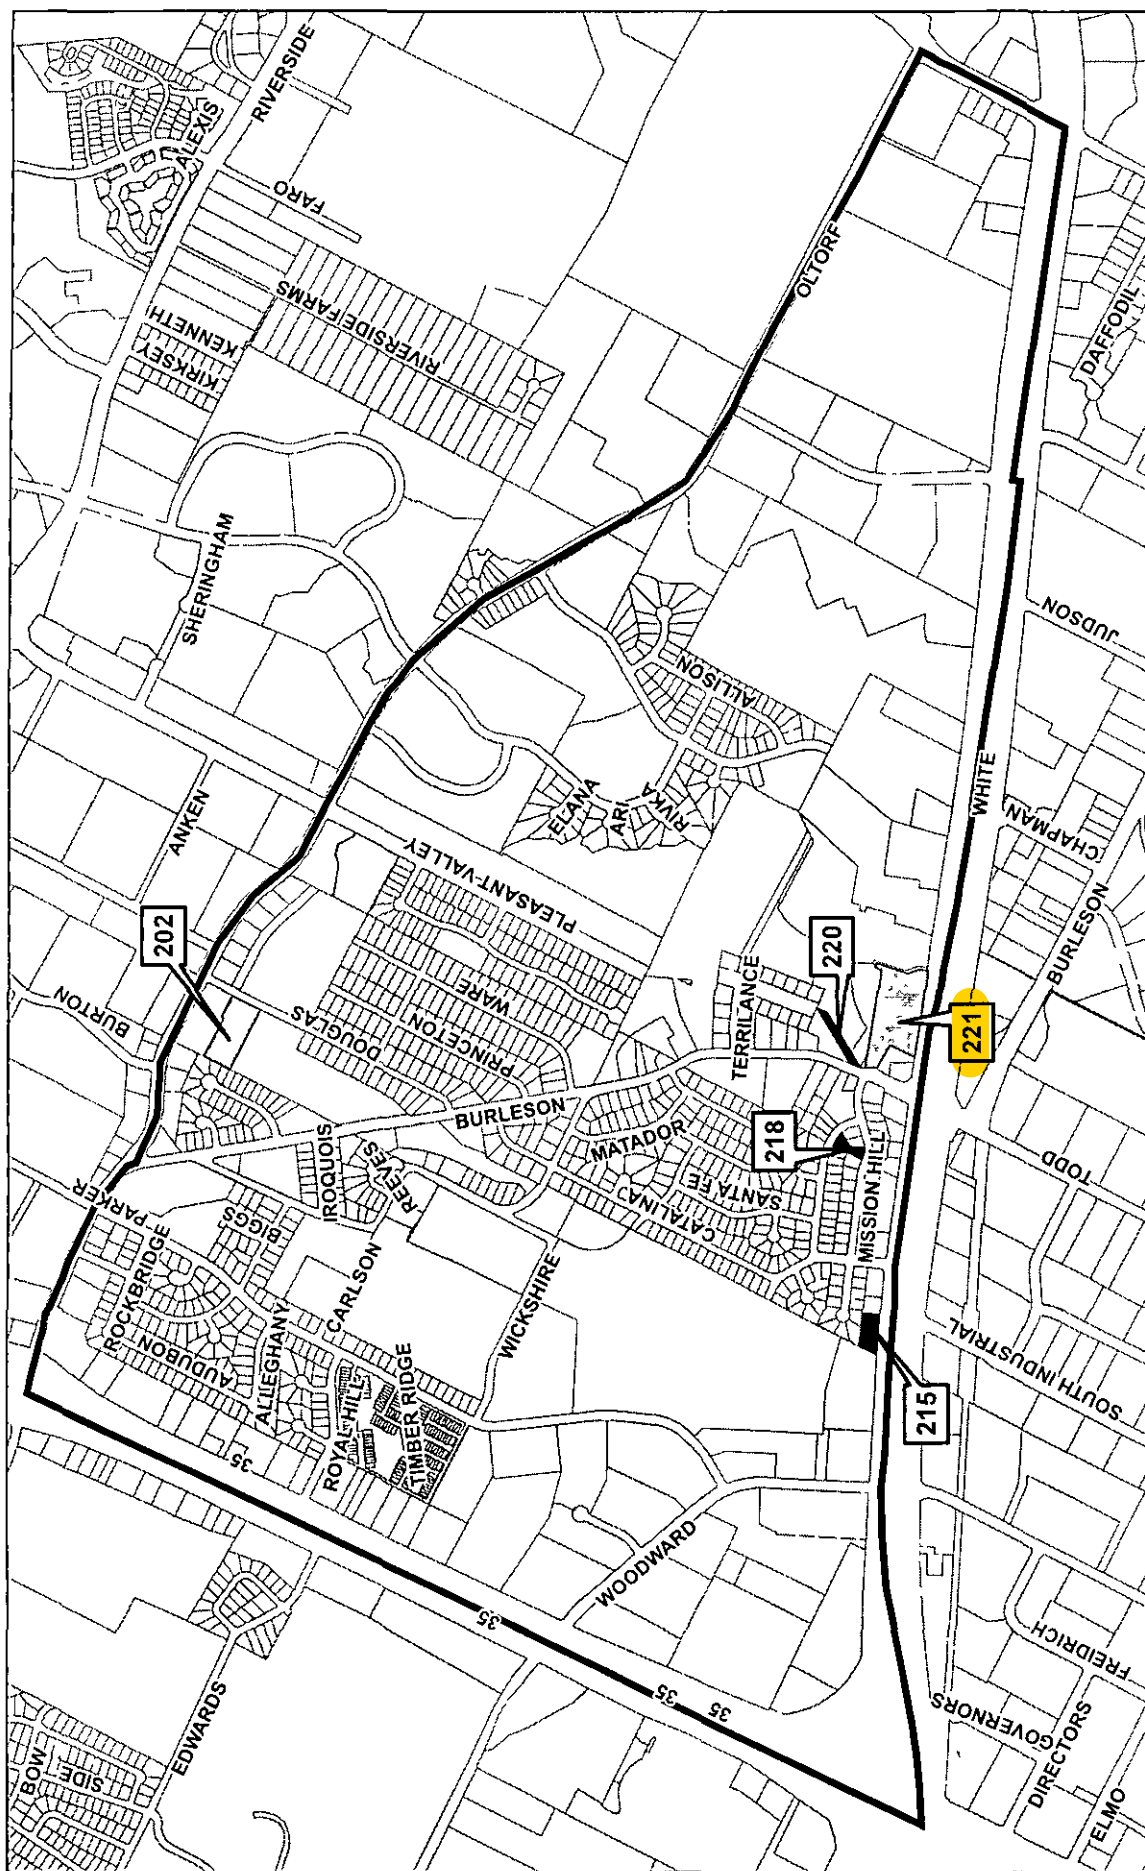 ALEXIS
RIVERSIDE
FARO
RIVERSIDE FARMS
KENNETH
KIRKSEY
OLTORF
DAFFODIL
SHERINGHAM
JUDSON
ALLISON
ANKEN
ELANA
ARI
RIVKA
WHITE
CHAPMAN
PLEASANT VALLEY
202
BURTON
WARE
PRINCETON
DOUGLAS
TERRILANCE
220
221
BURLESON
BURLESON
IROQUOIS
REEVES
MATADOR
SANTA FE
CATALINA
218
MISSION HILL
TODD
PARKER
ROCKBRIDGE
BIGGS
CARLSON
AUDUBON
ALLEGHANY
WICKSHIRE
ROYAL HILL
TIMBER RIDGE
215
SOUTH INDUSTRIAL
35
WOODWARD
35
35
35
FREIDRICH
GOVERNORS
DIRECTORS
TELMO
EDWARDS
SIDE
BOW